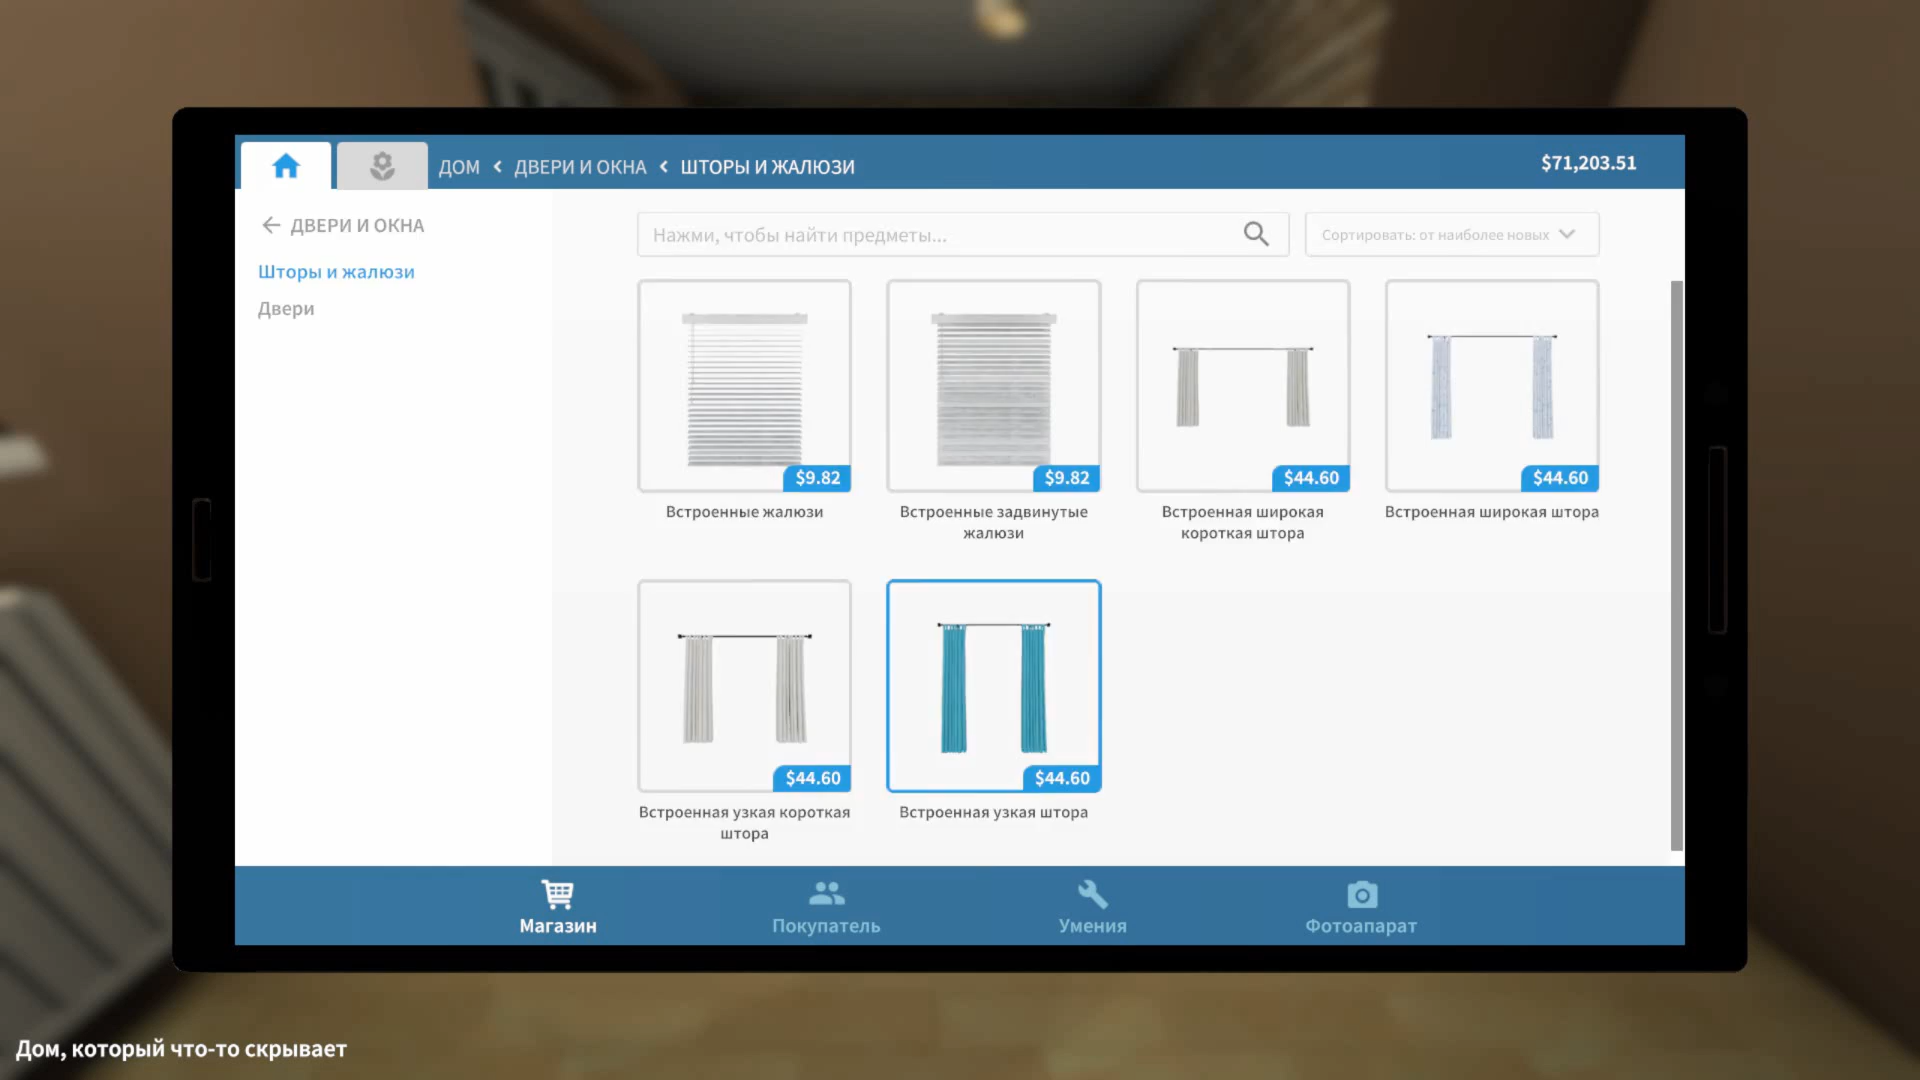 ДОМ < ДВЕРИ И ОКНА < ШТОРЫ И ЖАЛЮЗИ
$71,203.51
ДВЕРИ И ОКНА
Шторы и жалюзи
Двери
Нажми, чтобы найти предметы...
Сортировать: от наиболее новых
$9.82
Встроенные жалюзи
$9.82
Встроенные задвинутые
жалюзи
$44.60
Встроенная широкая
короткая штора
$44.60
Встроенная широкая штора
$44.60
Встроенная узкая короткая
штора
$44.60
Встроенная узкая штора
Магазин
Покупатель
Умения
Фотоаппарат
Дом, который что-то скрывает